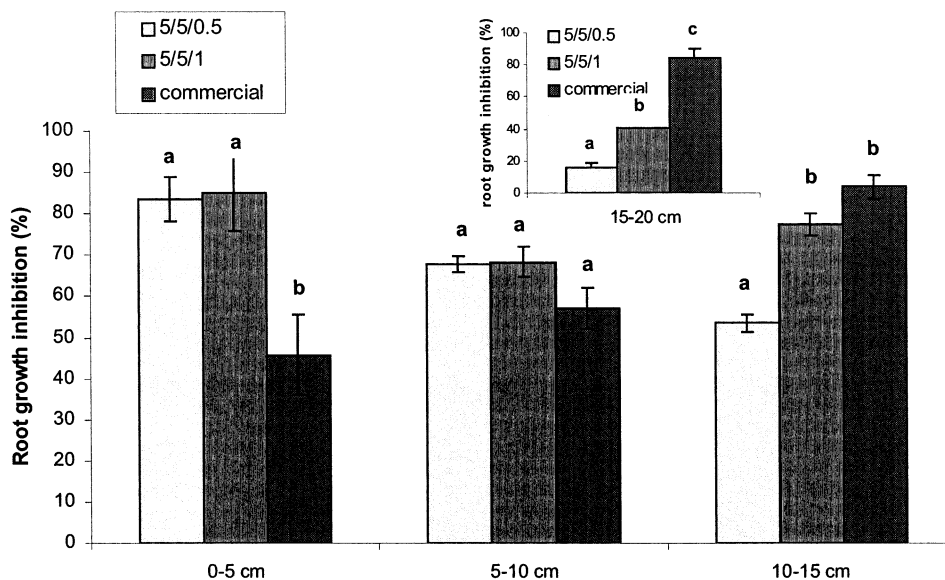 5/5/0.5
5/5/1
commercial
Root growth inhibition (%)
100
90
80
70
60
50
40
30
20
10
0
a
a
b
a
a
a
a
b
b
0-5 cm
5-10 cm
10-15 cm
root growth inhibition (%)
100
80
60
40
20
0
5/5/0.5
5/5/1
commercial
a
b
c
15-20 cm